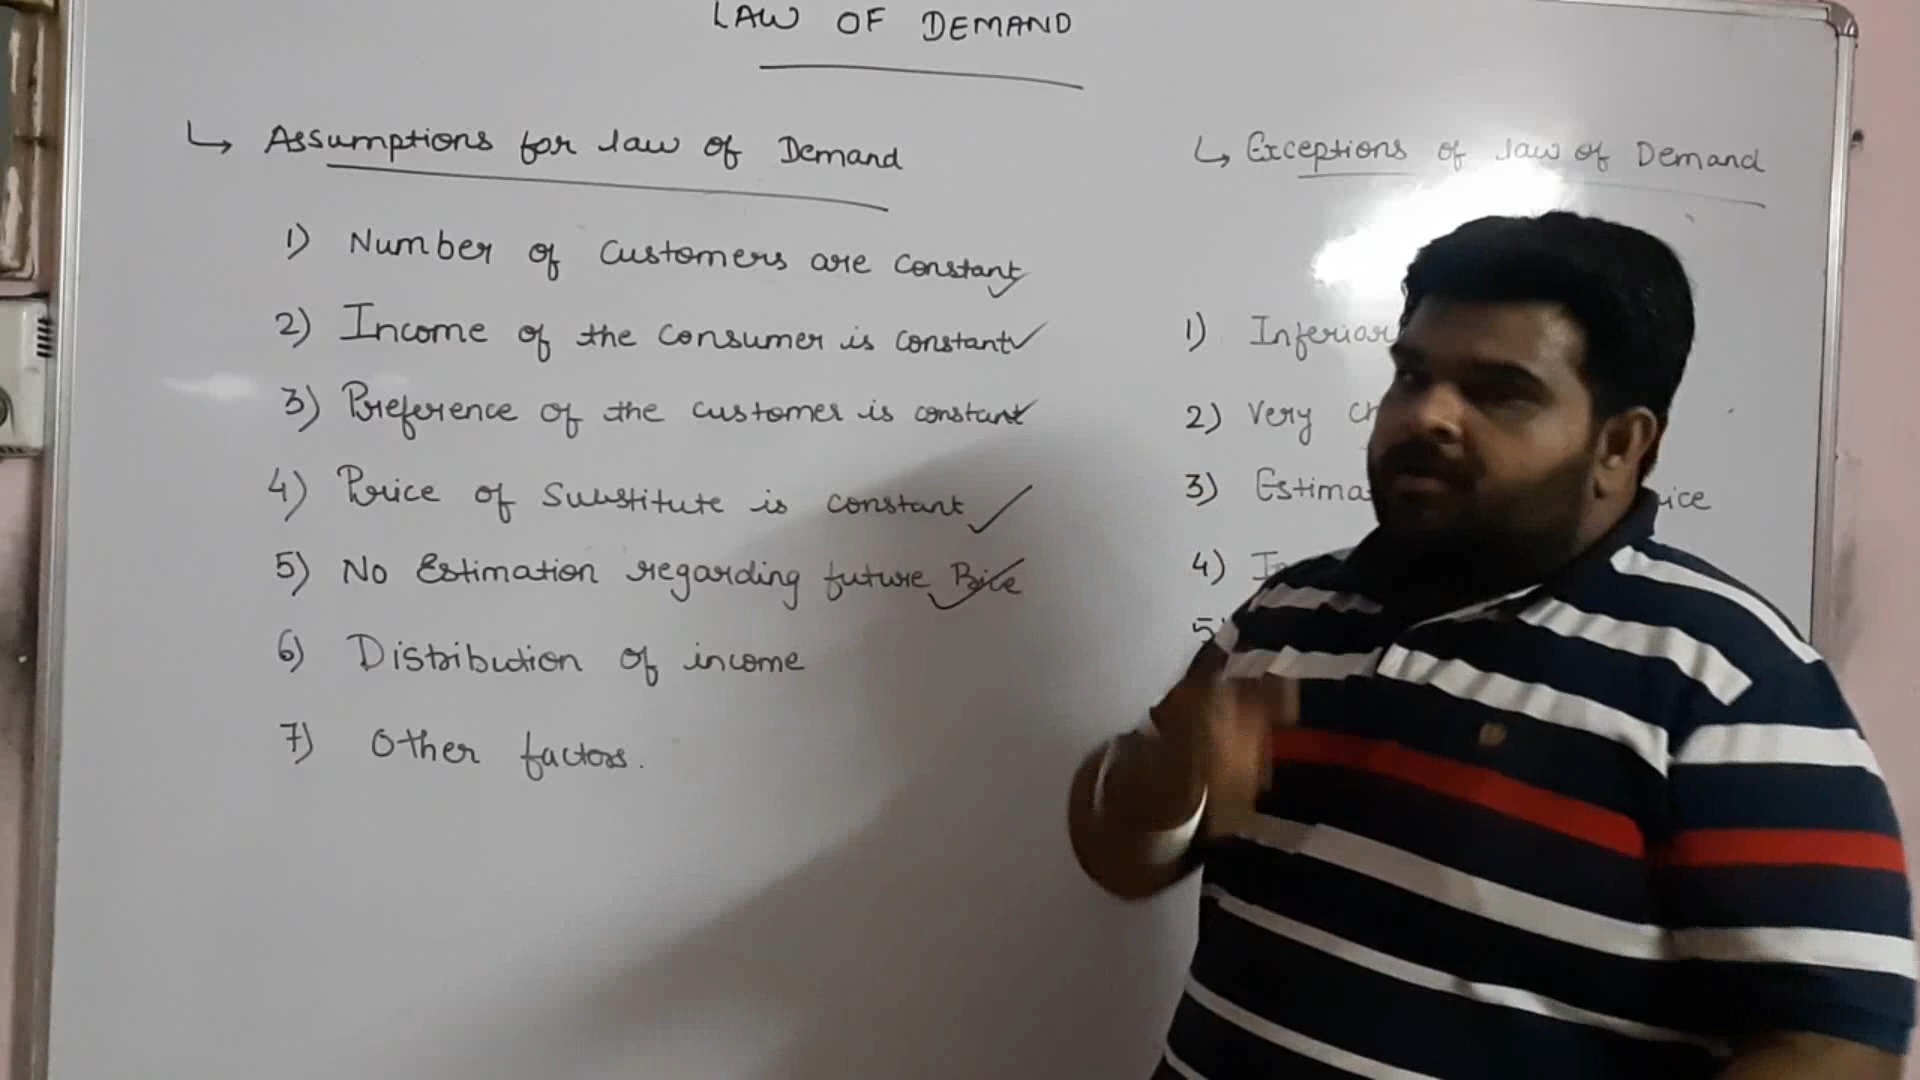 LAW OF DEMAND
↳ Assumptions for law of Demand
1) Number of Customers are constant
2) Income of the consumer is constant
3) Preference of the customer is constant
4) Price of Substitute is constant
5) No Estimation regarding future Price
6) Distribution of income
7) Other factors.
↳ Exceptions of law of Demand
1) Inferior
2) Very
3)
4)
5)